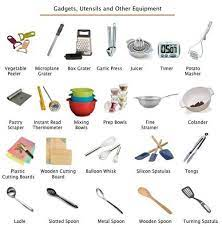 Gadgets, Utensils and Other Equipment
Vegetable Peeler
Microplane Grater
Box Grater
Garlic Press
Juicer
Timer
Potato Masher
Pastry Scraper
Instant Read Thermometer
Mixing Bowls
Prep Bowls
Fine Strainer
Colander
Plastic Cutting Boards
Wooden Cutting Board
Balloon Whisk
Silicon Spatulas
Tongs
Ladle
Slotted Spoon
Metal Spoon
Wooden Spoon
Turning Spatulas